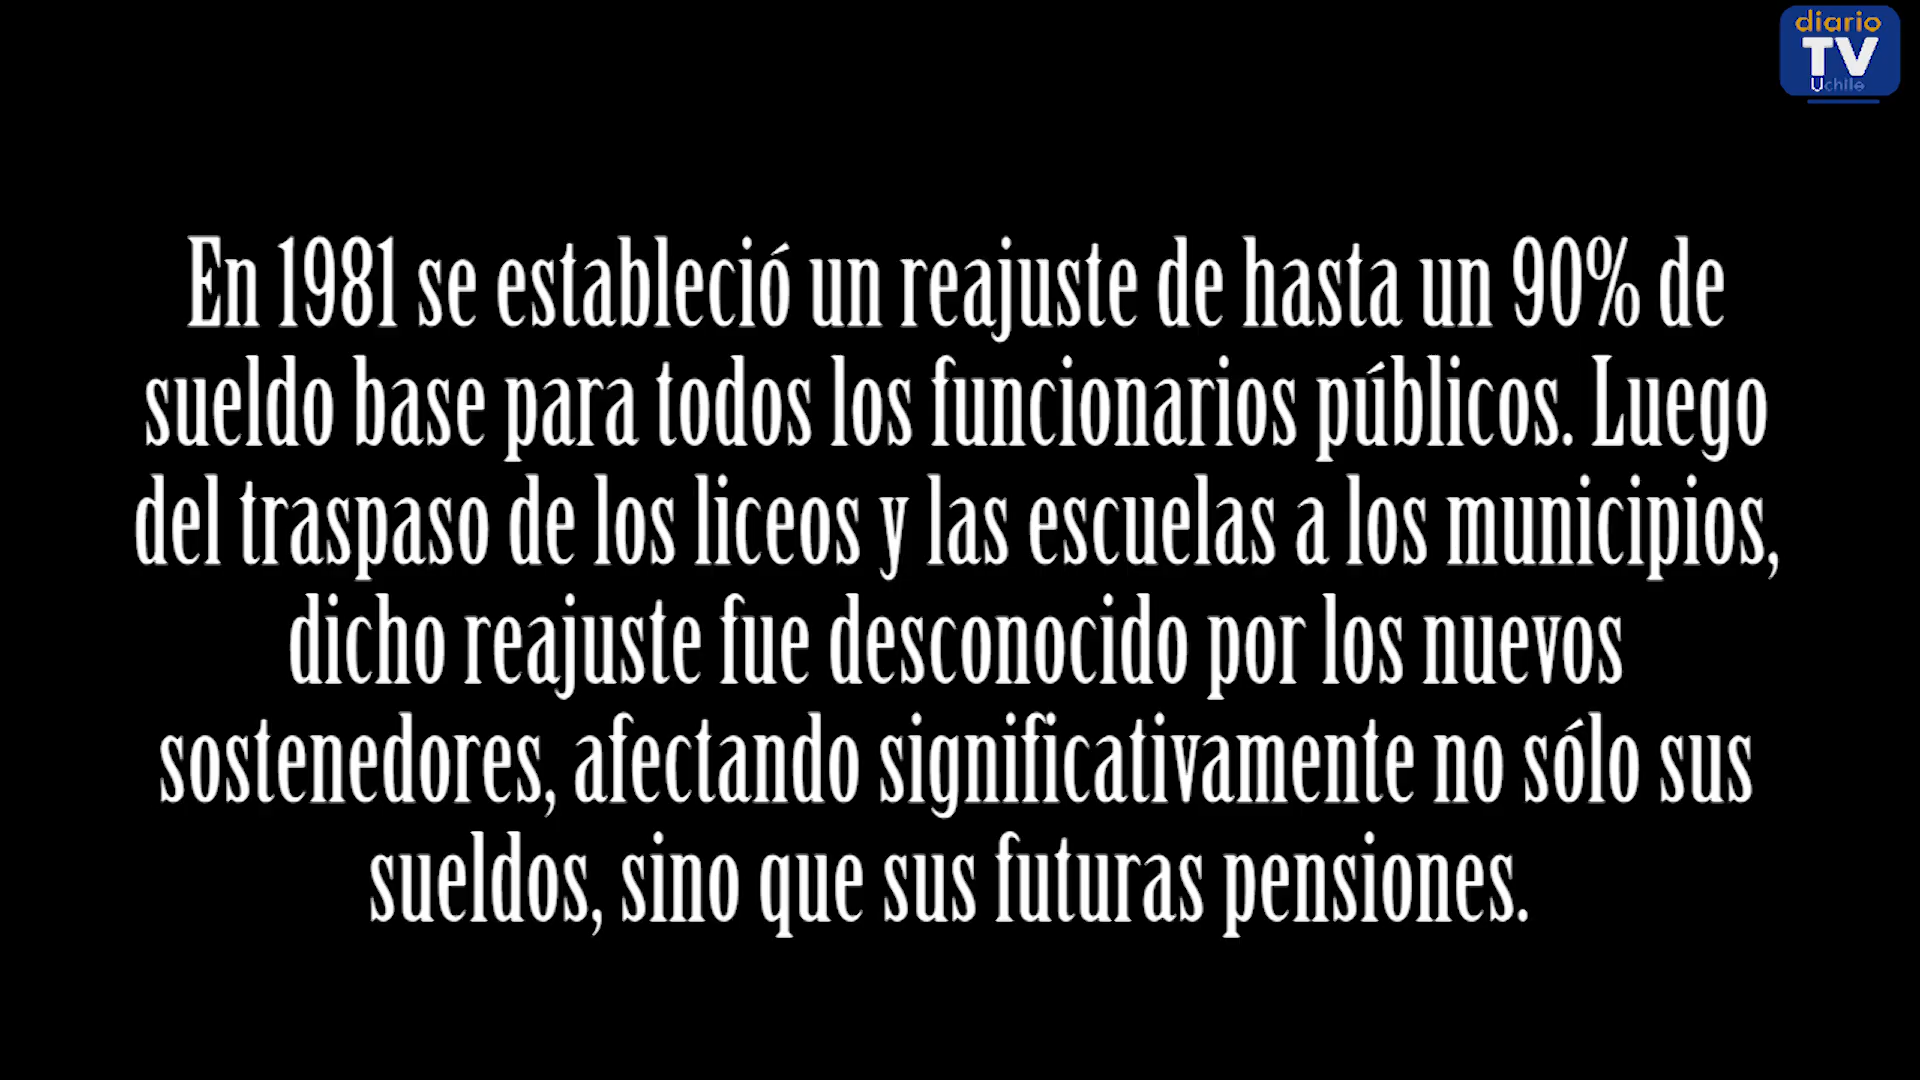 diario
TV
Uchile
En 1981 se estableció un reajuste de hasta un 90% de
sueldo base para todos los funcionarios públicos. Luego
del traspaso de los liceos y las escuelas a los municipios,
dicho reajuste fue desconocido por los nuevos
sostenedores, afectando significativamente no sólo sus
sueldos, sino que sus futuras pensiones.